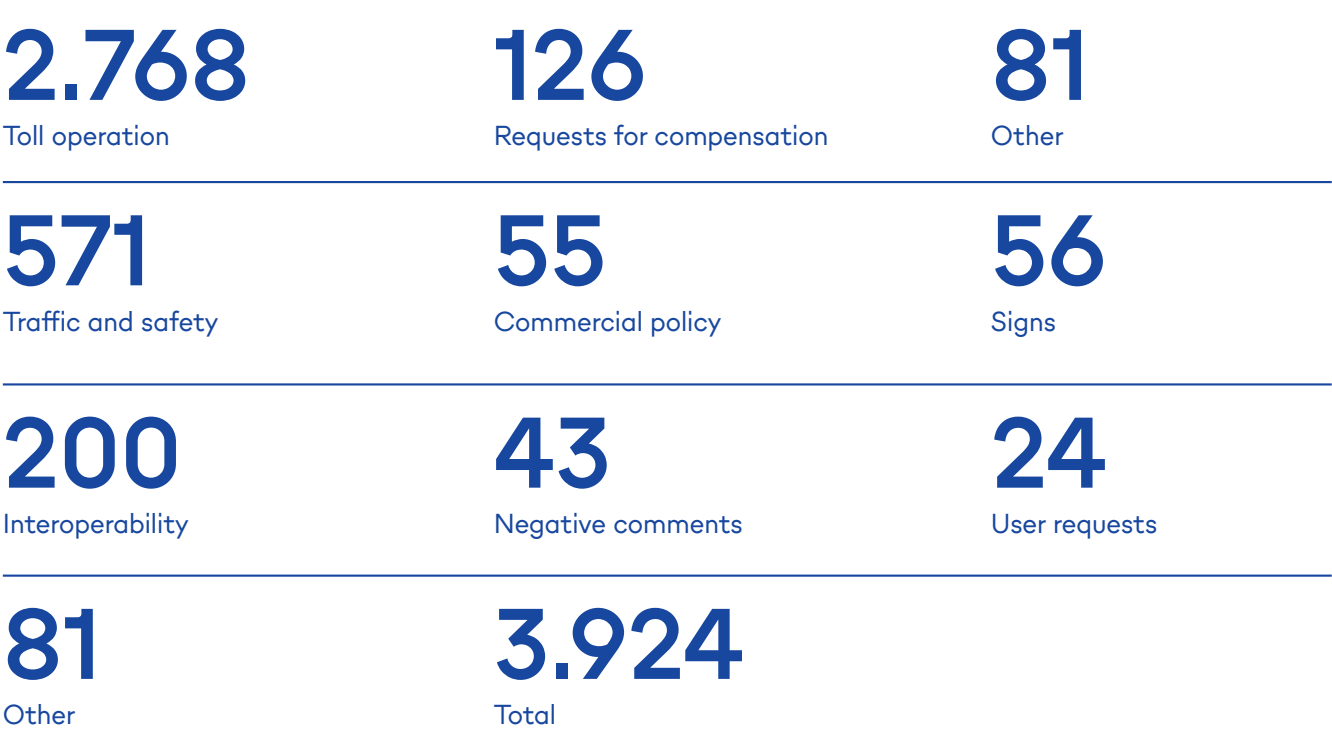 2.768
Toll operation
126
Requests for compensation
81
Other
571
Traffic and safety
55
Commercial policy
56
Signs
200
Interoperability
43
Negative comments
24
User requests
81
Other
3.924
Total